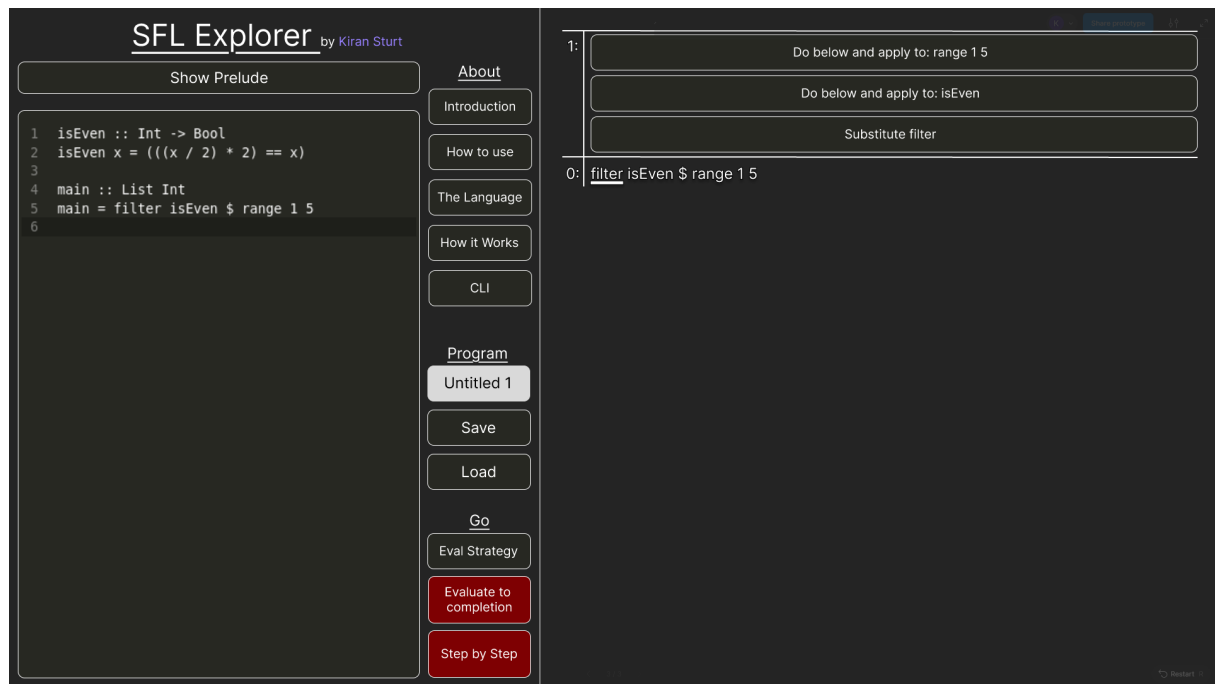 SFL Explorer by Kiran Sturt
Show Prelude
1 isEven :: Int -> Bool
2 isEven x = (((x / 2) * 2) == x)
3
4 main :: List Int
5 main = filter isEven $ range 1 5
6
About
Introduction
How to use
The Language
How it Works
CLI
Program
Untitled 1
Save
Load
Go
Eval Strategy
Evaluate to
completion
Step by Step
1:
Do below and apply to: range 1 5
Do below and apply to: isEven
Substitute filter
0: filter isEven $ range 1 5
Share prototype
Restart